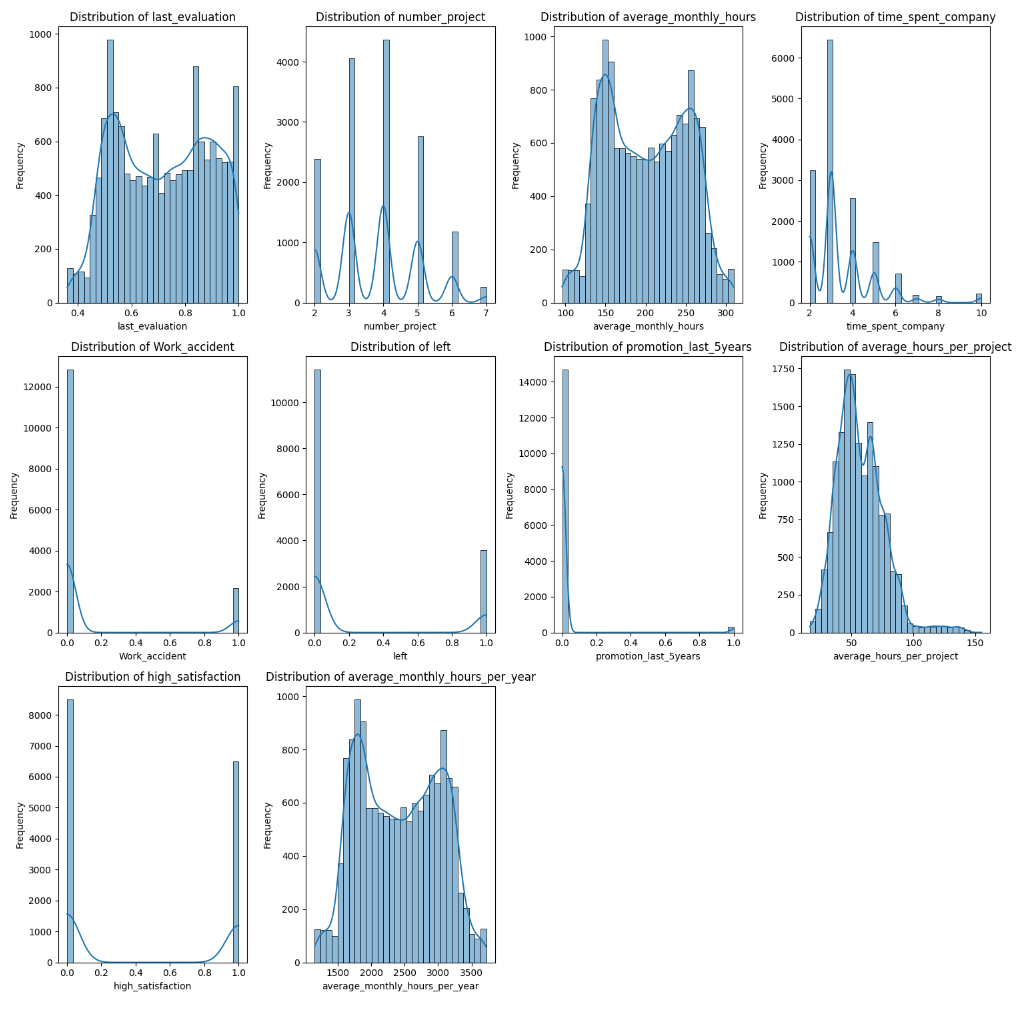 Distribution of last_evaluation
Frequency
1000
800
600
400
200
0
0.4 0.6 0.8 1.0
last_evaluation
Distribution of number_project
Frequency
4000
3000
2000
1000
0
2 3 4 5 6 7
number_project
Distribution of average_monthly_hours
Frequency
1000
800
600
400
200
0
100 150 200 250 300
average_monthly_hours
Distribution of time_spent_company
Frequency
6000
5000
4000
3000
2000
1000
0
2 4 6 8 10
time_spent_company
Distribution of Work_accident
Frequency
12000
10000
8000
6000
4000
2000
0
0.0 0.2 0.4 0.6 0.8 1.0
Work_accident
Distribution of left
Frequency
10000
8000
6000
4000
2000
0
0.0 0.2 0.4 0.6 0.8 1.0
left
Distribution of promotion_last_5years
Frequency
14000
12000
10000
8000
6000
4000
2000
0
0.0 0.2 0.4 0.6 0.8 1.0
promotion_last_5years
Distribution of average_hours_per_project
Frequency
1750
1500
1250
1000
750
500
250
0
50 100 150
average_hours_per_project
Distribution of high_satisfaction
Frequency
8000
7000
6000
5000
4000
3000
2000
1000
0
0.0 0.2 0.4 0.6 0.8 1.0
high_satisfaction
Distribution of average_monthly_hours_per_year
Frequency
1000
800
600
400
200
0
1500 2000 2500 3000 3500
average_monthly_hours_per_year